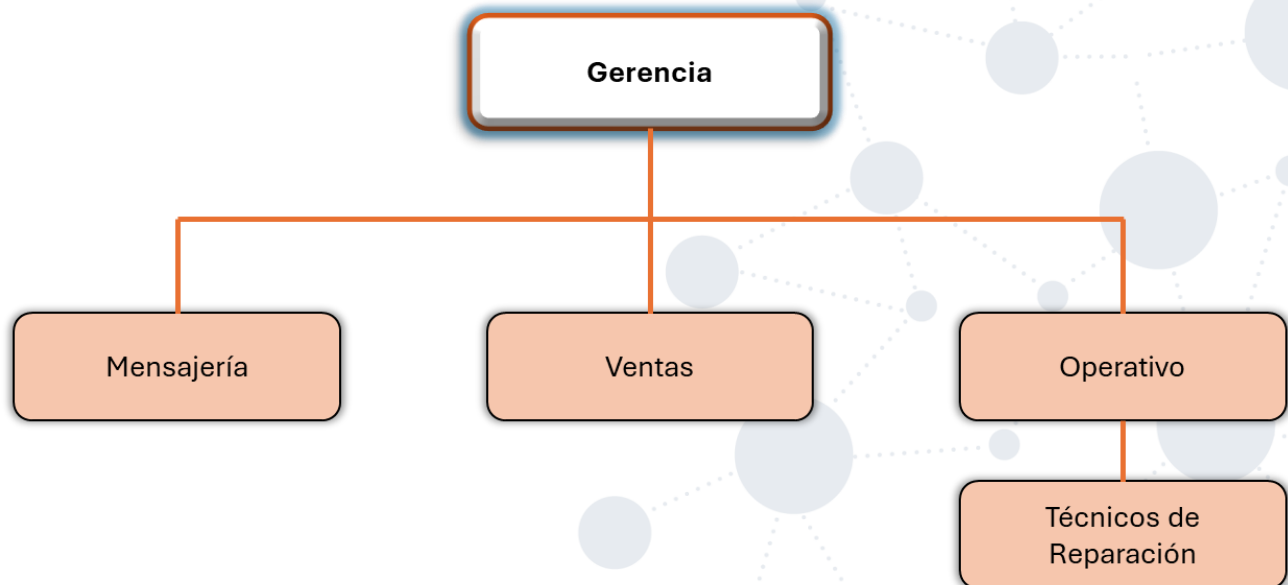 Gerencia
Mensajería
Ventas
Operativo
Técnicos de
Reparación